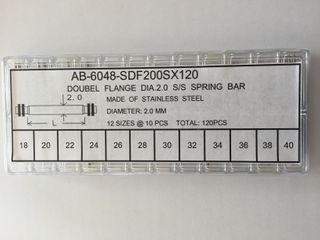 AB-6048-SDF200SX120
DOUBEL FLANGE DIA.2.0 S/S SPRING BAR
2.0
MADE OF STAINLESS STEEL
DIAMETER: 2.0 MM
L
12 SIZES @ 10 PCS TOTAL: 120PCS
18 20 22 24 26 28 30 32 34 36 38 40